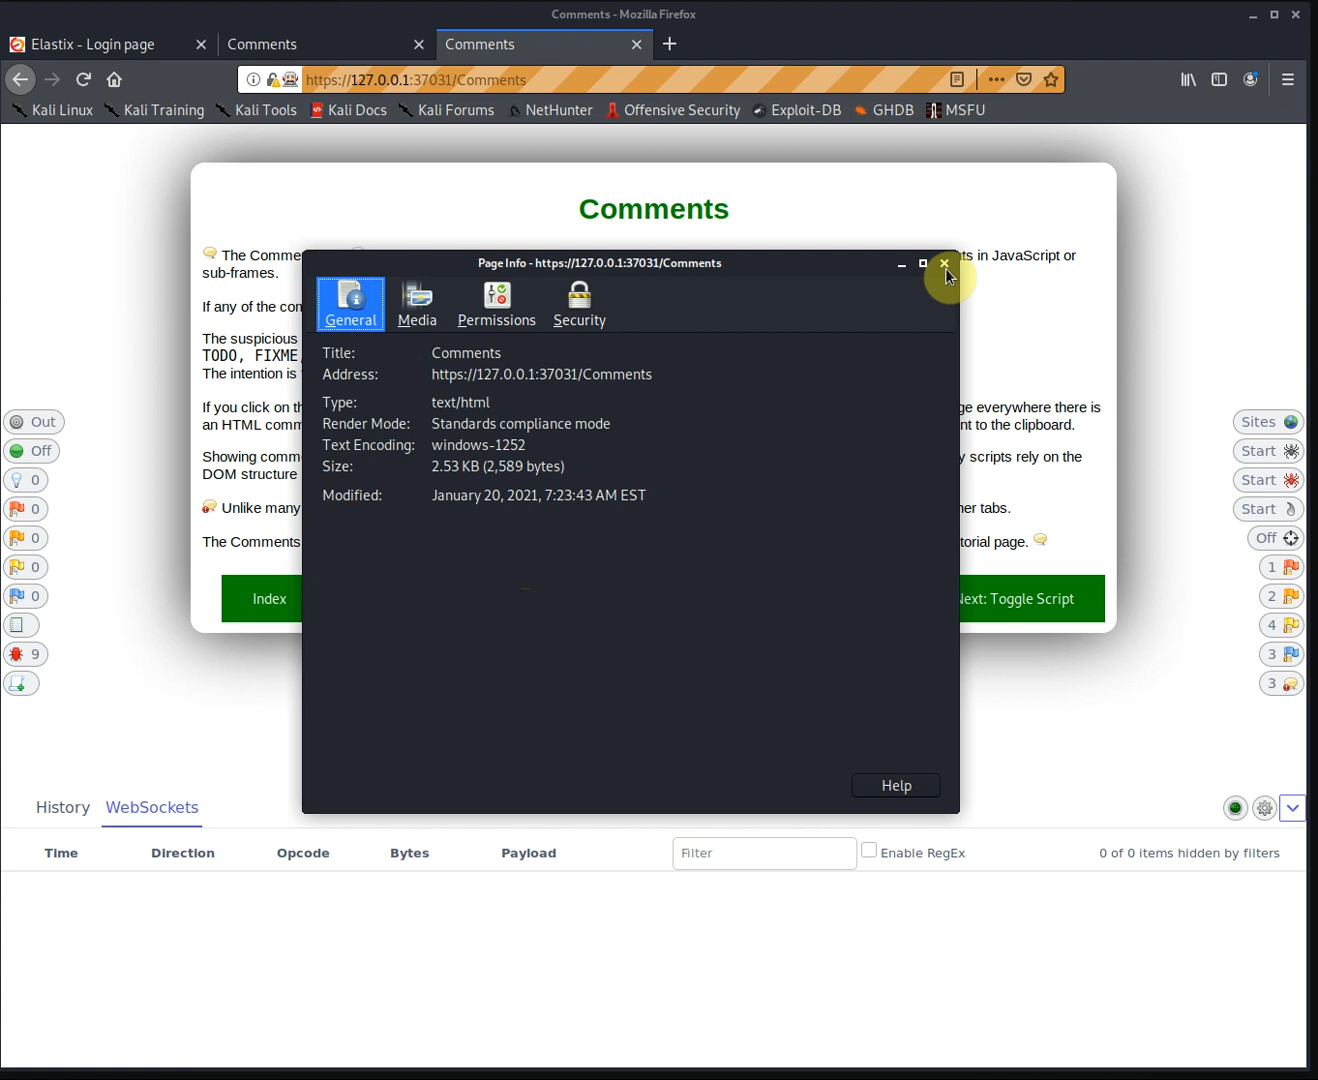 Comments - Mozilla Firefox
Elastix - Login page
Comments
Comments
https://127.0.0.1:37031/Comments
Kali Linux Kali Training Kali Tools Kali Docs Kali Forums NetHunter Offensive Security Exploit-DB GHDB MSFU
Comments
The Comme
ts in JavaScript or
sub-frames.
Page Info - https://127.0.0.1:37031/Comments
General Media Permissions Security
If any of the com
The suspicious
TODO, FIXME,
The intention is
Title: Comments
Address: https://127.0.0.1:37031/Comments
Type: text/html
Render Mode: Standards compliance mode
Text Encoding: windows-1252
Size: 2.53 KB (2,589 bytes)
Modified: January 20, 2021, 7:23:43 AM EST
If you click on th
ge everywhere there is
an HTML comm
nt to the clipboard.
Showing comm
y scripts rely on the
DOM structure
Unlike many
ner tabs.
The Comments
torial page.
Index
Next: Toggle Script
Help
Out
Off
0
0
0
0
0
9
Sites
Start
Start
Start
Off
1
2
4
3
3
History WebSockets
Time Direction Opcode Bytes Payload Filter Enable RegEx 0 of 0 items hidden by filters